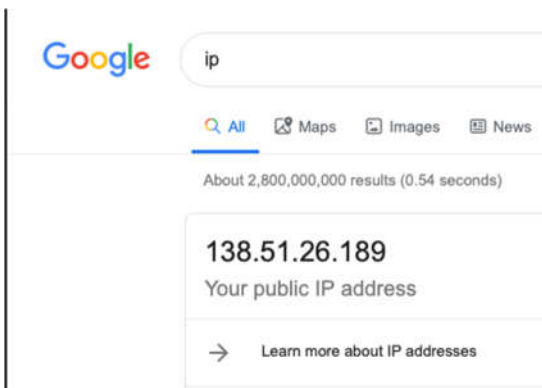 Google
ip
All Maps Images News
About 2,800,000,000 results (0.54 seconds)
138.51.26.189
Your public IP address
Learn more about IP addresses